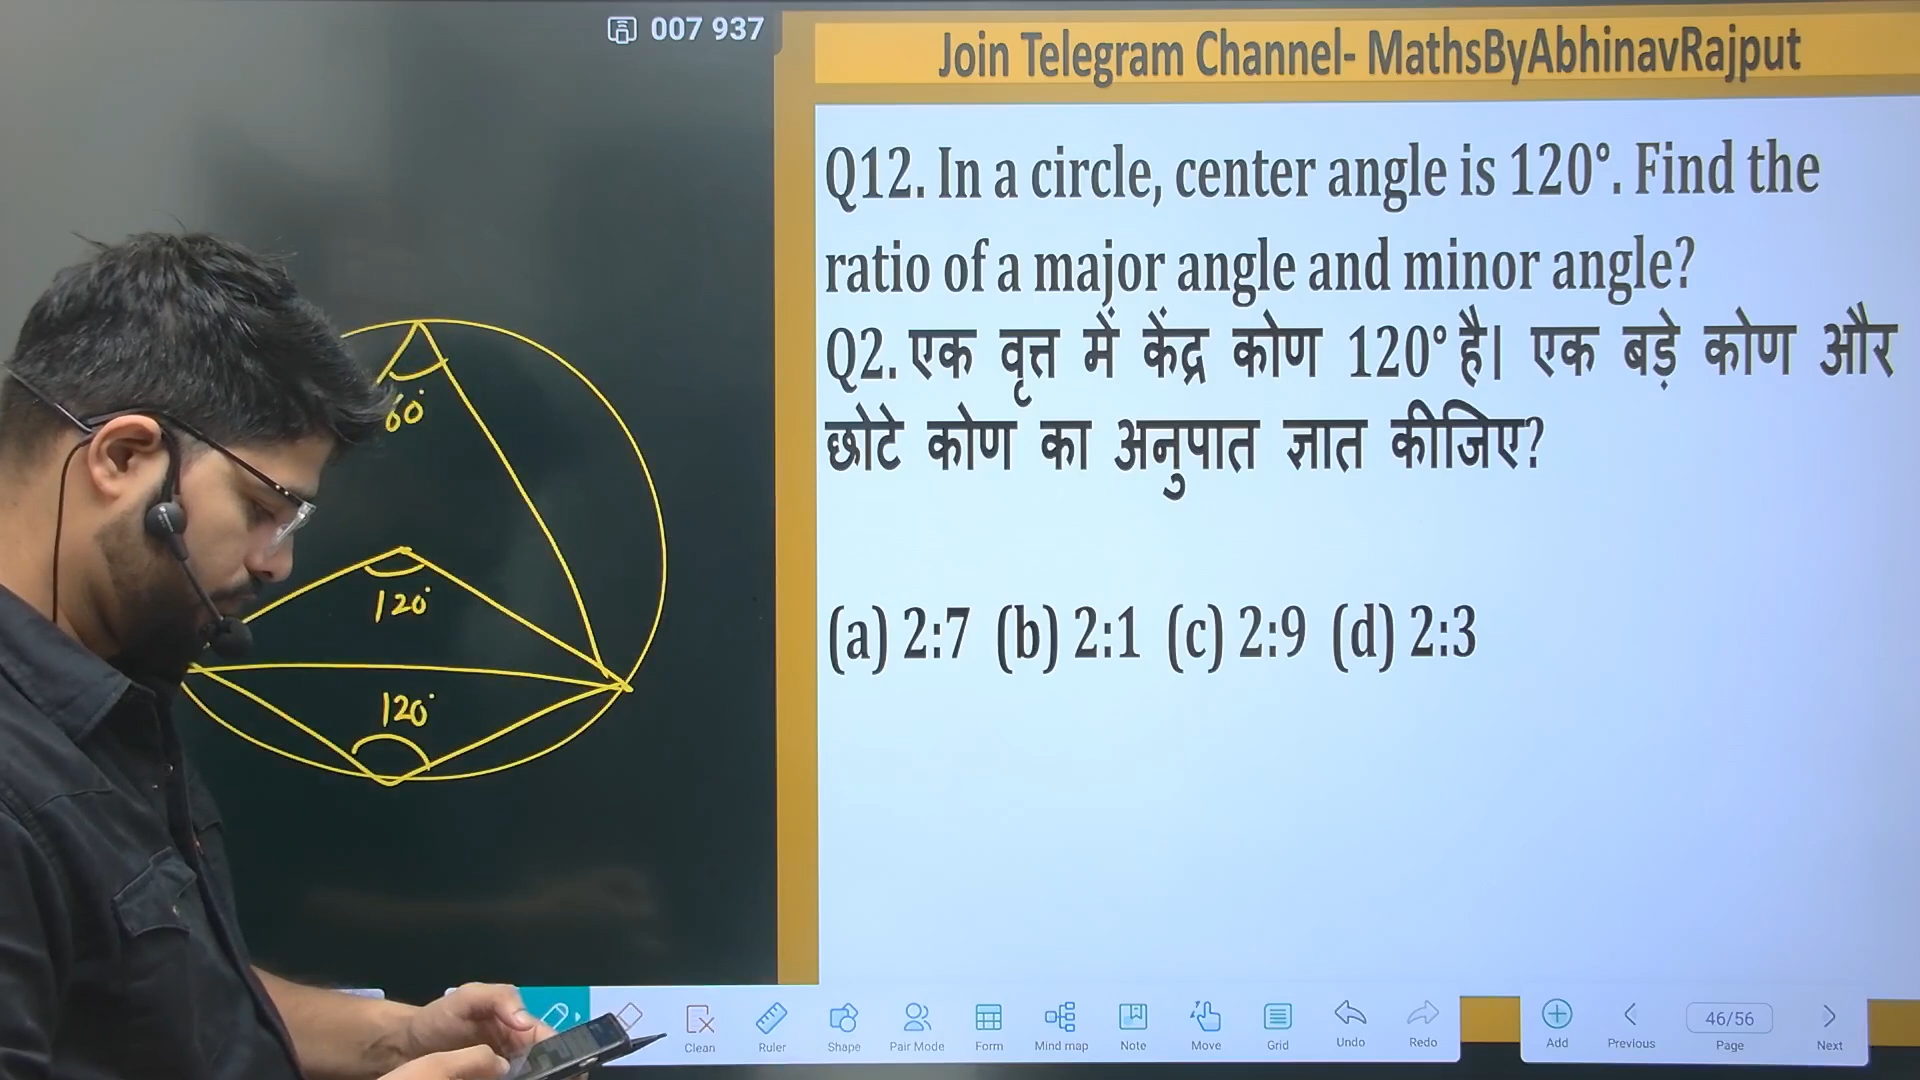 007 937
Join Telegram Channel- MathsByAbhinavRajput
Q12. In a circle, center angle is 120°. Find the
ratio of a major angle and minor angle?
Q2. एक वृत्त में केंद्र कोण 120° है। एक बड़े कोण और
छोटे कोण का अनुपात ज्ञात कीजिए?
(a) 2:7 (b) 2:1 (c) 2:9 (d) 2:3
60°
120°
120°
Clean Ruler Shape Pair Mode Form Mind map Note Move Grid Undo Redo Add Previous 46/56 Page Next